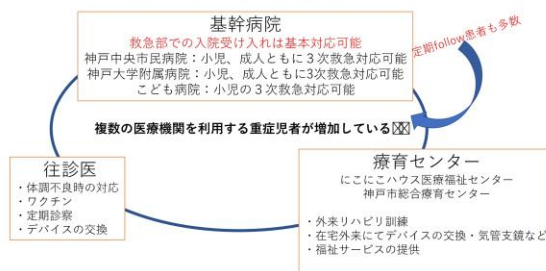 基幹病院
救急部での入院受け入れは基本対応可能
神戸中央市民病院：小児、成人ともに３次救急対応可能
神戸大学附属病院：小児、成人ともに3次救急対応可能
こども病院：小児の３次救急対応可能
定期follow患者も多数
複数の医療機関を利用する重症児者が増加している
往診医
・体調不良時の対応
・ワクチン
・定期診察
・デバイスの交換
療育センター
にこにこハウス医療福祉センター
神戸市総合療育センター
・外来リハビリ訓練
・在宅外来にてデバイスの交換・気管支鏡など
・福祉サービスの提供